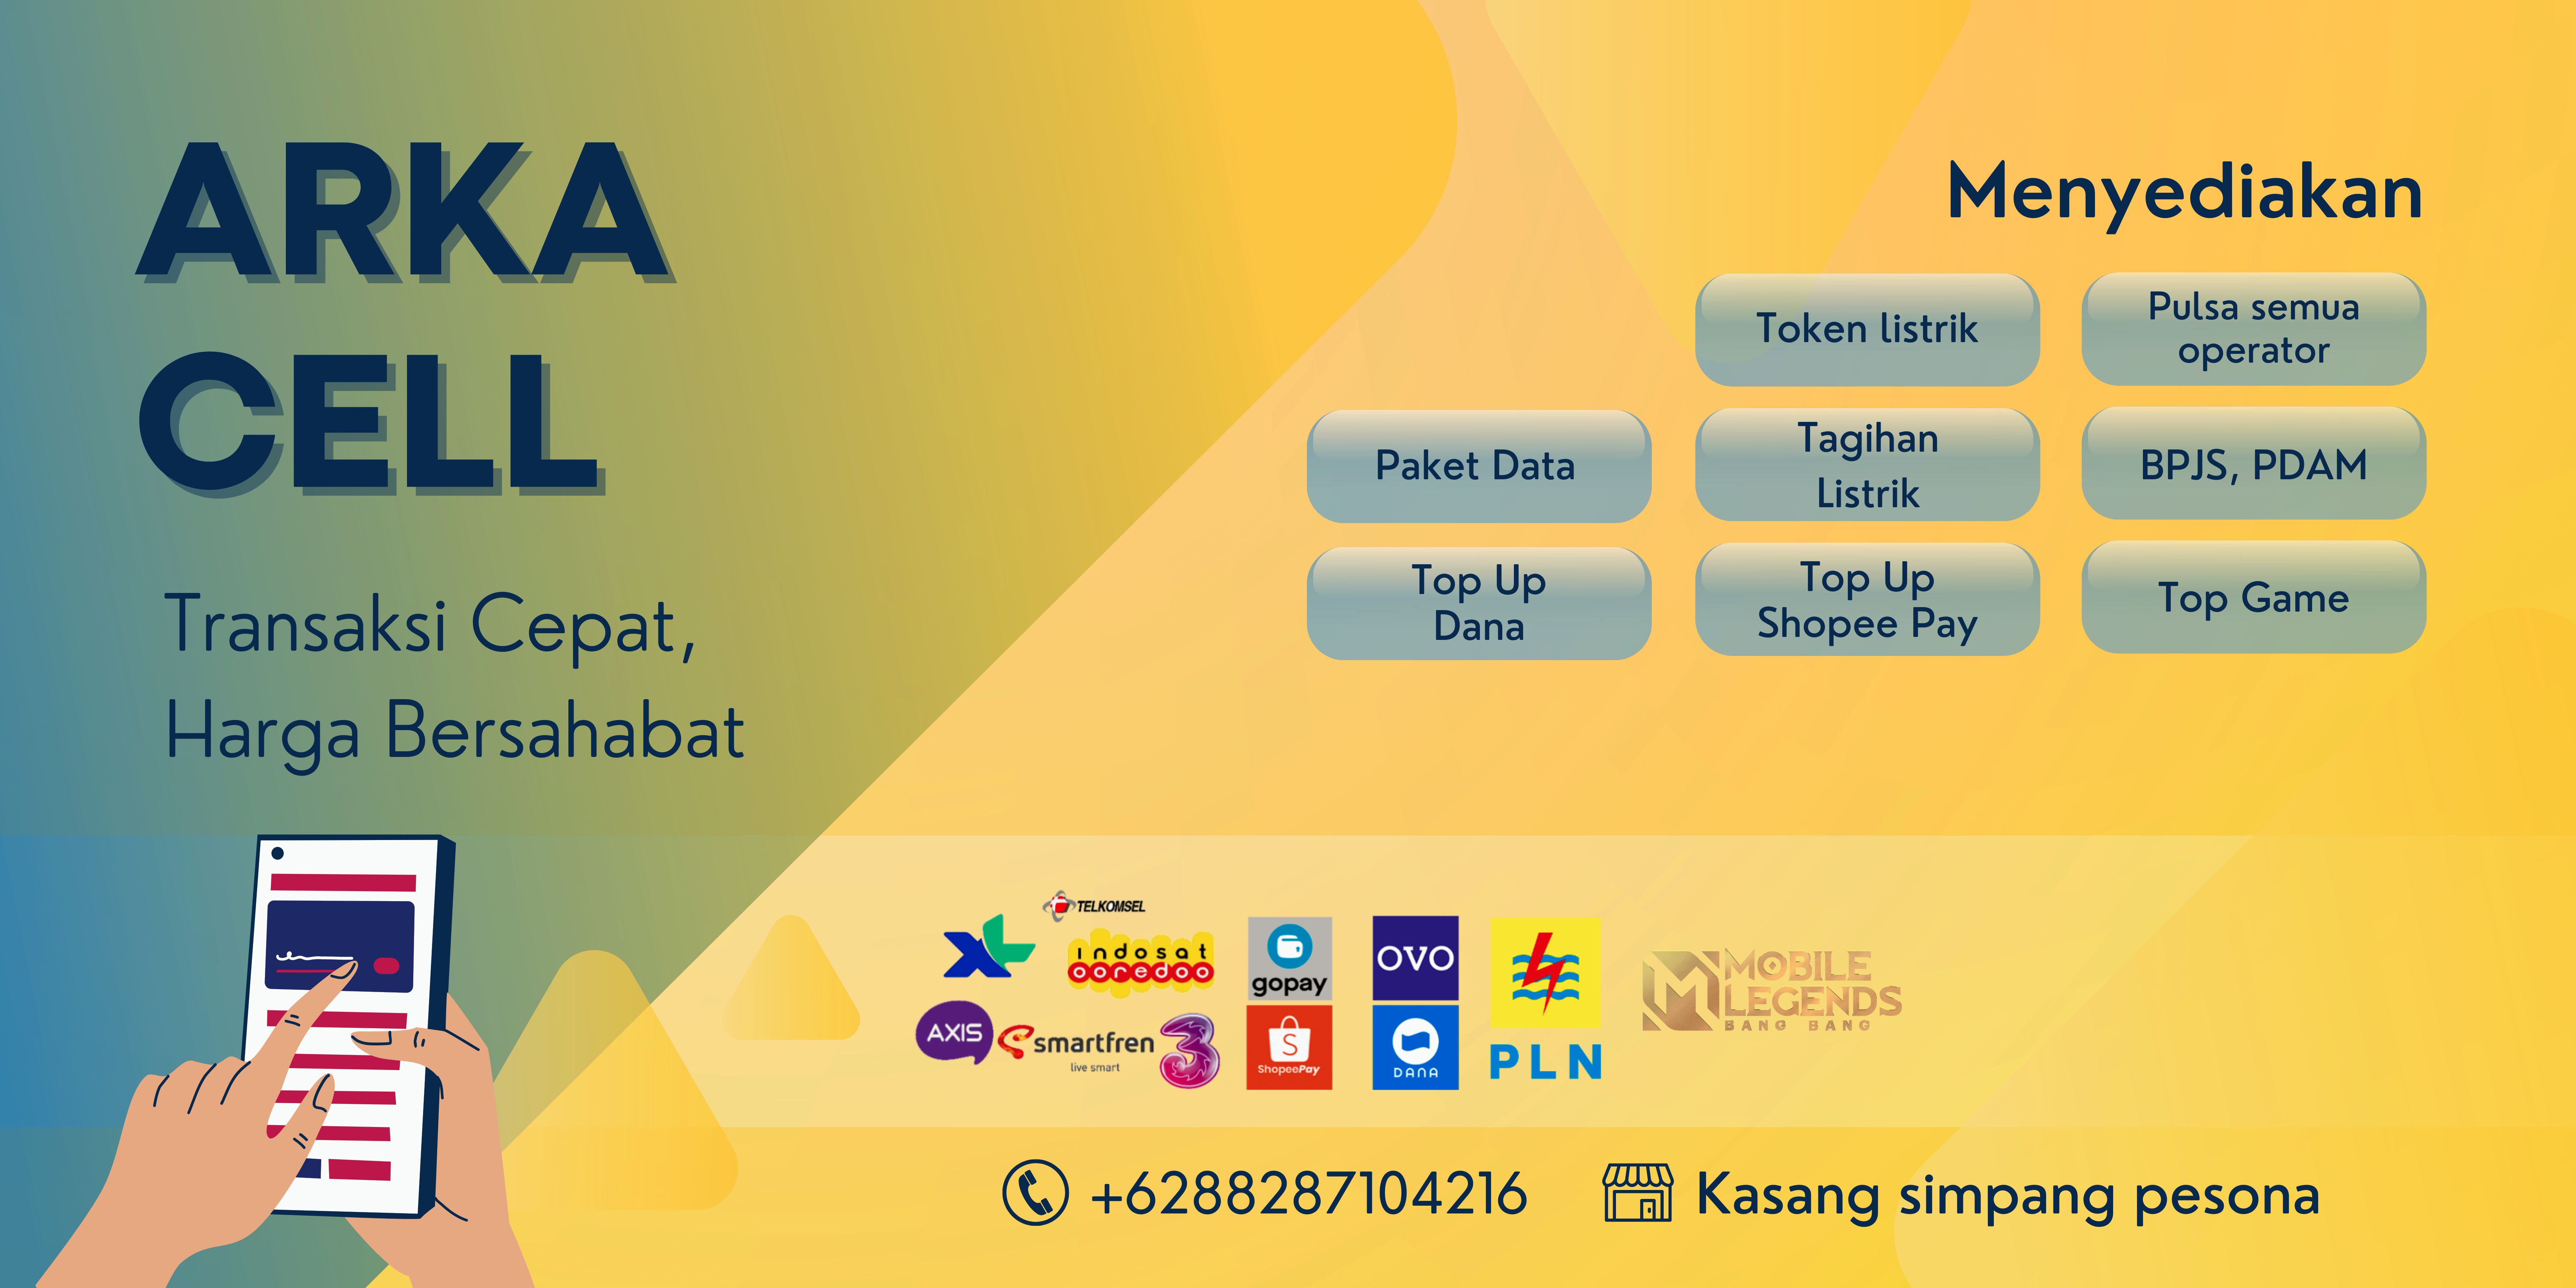 ARKA
CELL
Transaksi Cepat,
Harga Bersahabat
Menyediakan
Token listrik
Pulsa semua
operator
Paket Data
Tagihan
Listrik
BPJS, PDAM
Top Up
Dana
Top Up
Shopee Pay
Top Game
TELKOMSEL
XL
indosat
ooredoo
gopay
OVO
AXIS
smartfren
live smart
3
ShopeePay
DANA
PLN
MOBILE
LEGENDS
BANG BANG
+6288287104216
Kasang simpang pesona